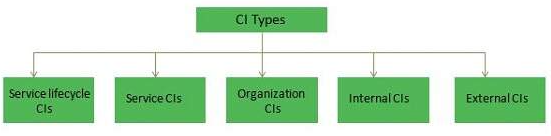 CI Types
Service lifecycle
CIs
Service CIs
Organization
CIs
Internal CIs
External CIs